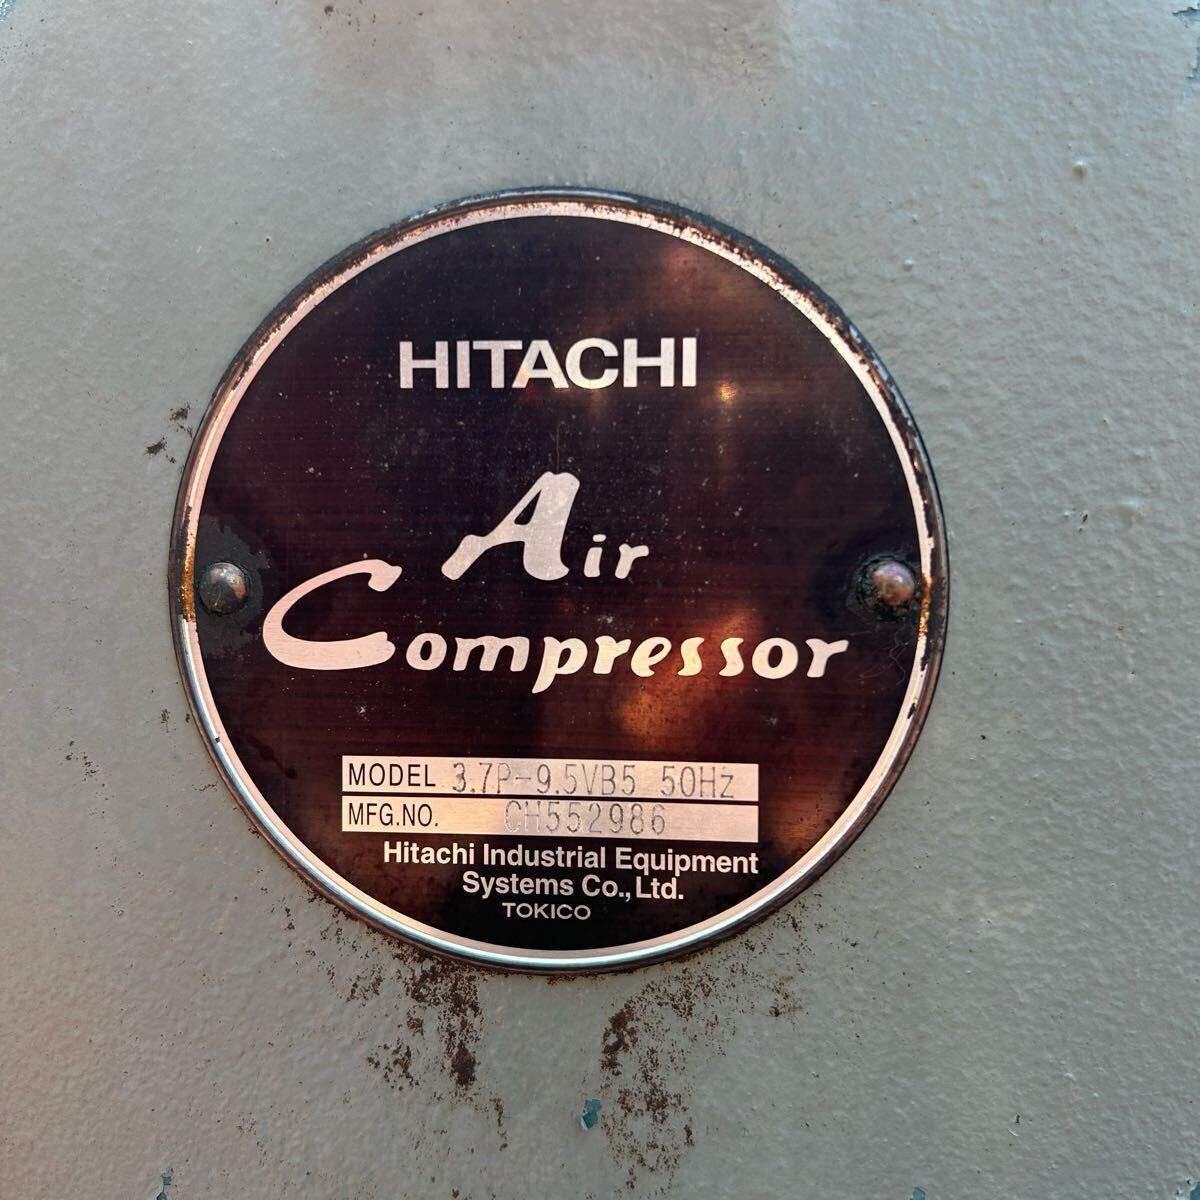 HITACHI
Air
Compressor
MODEL 3.7P-9.5VB5 50Hz
MFG.NO. CH552986
Hitachi Industrial Equipment
Systems Co., Ltd.
TOKICO